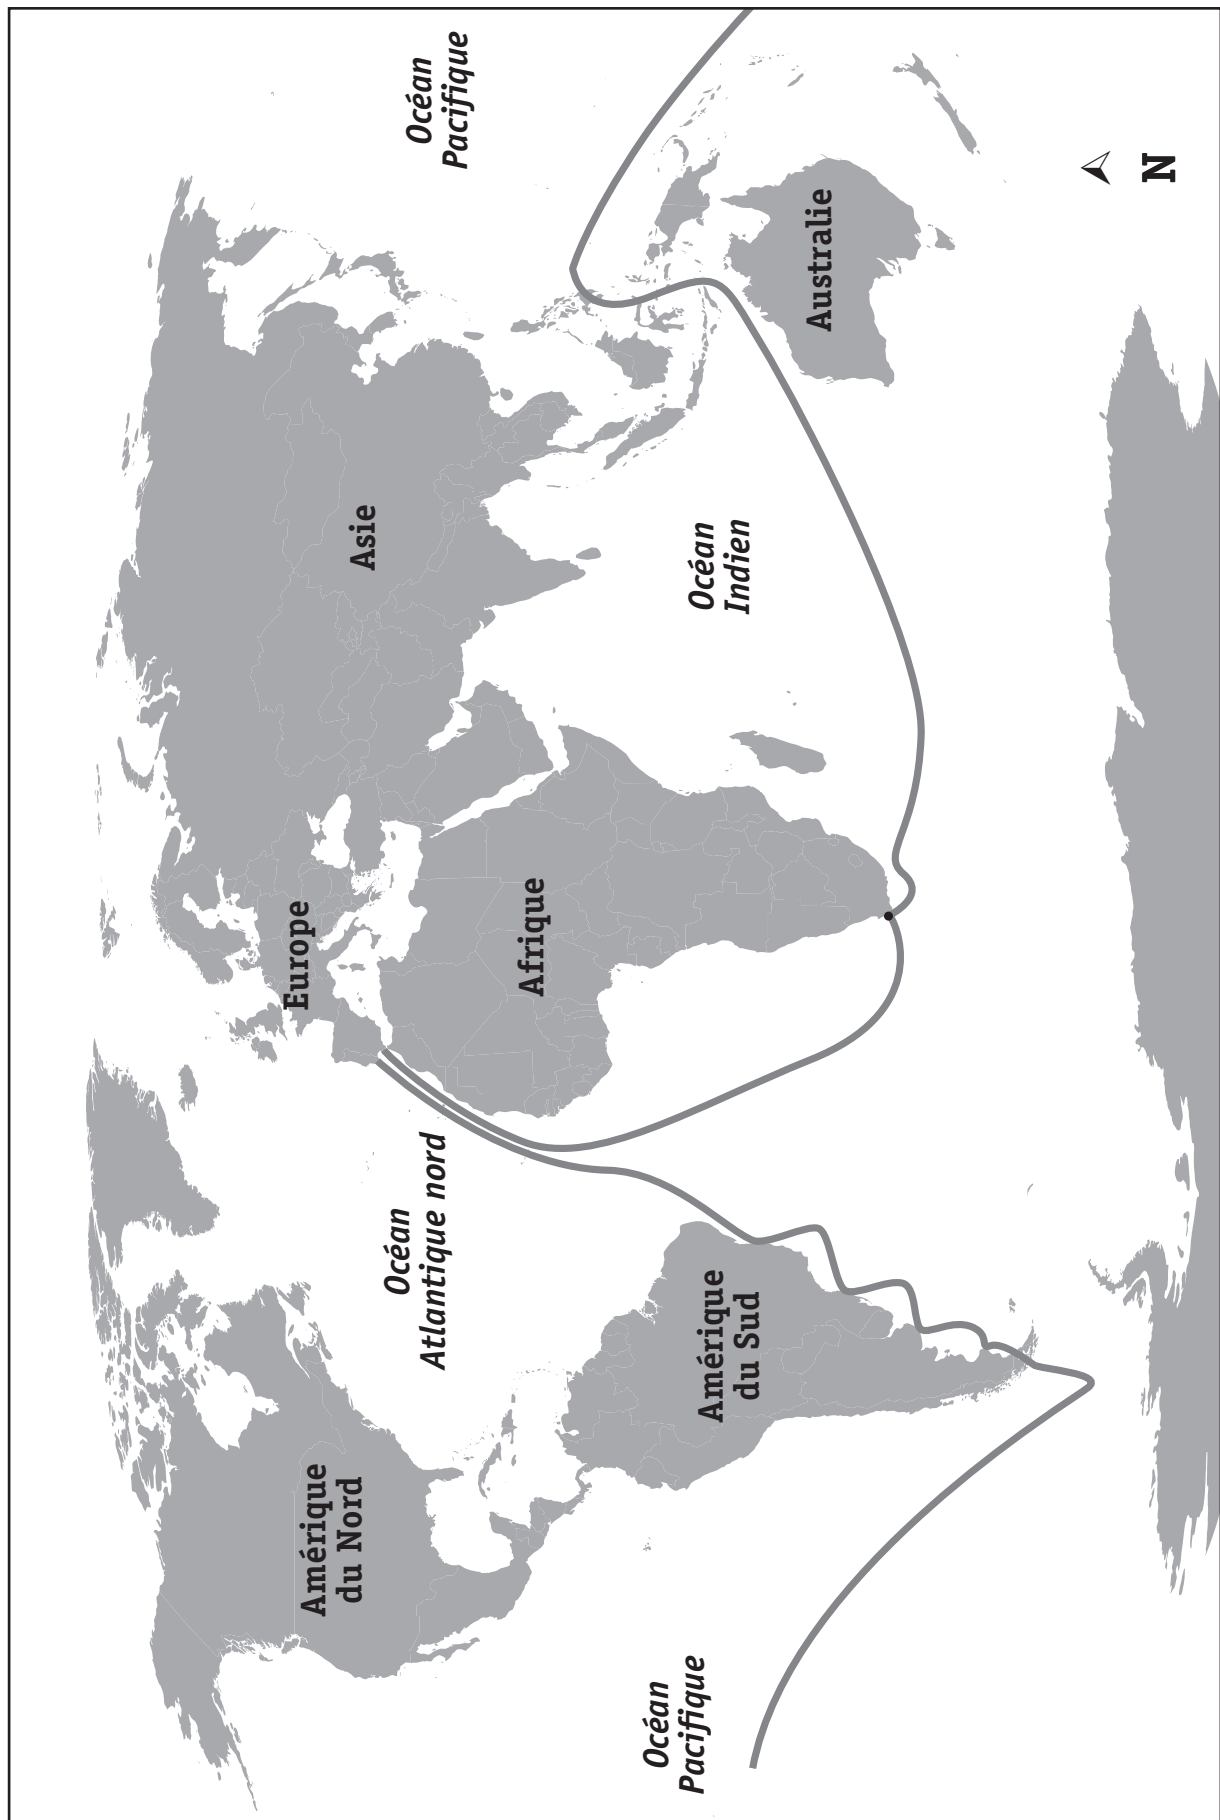 Océan
Pacifique
Amérique
du Nord
Océan
Atlantique nord
Amérique
du Sud
Europe
Afrique
Asie
Océan
Indien
Australie
Océan
Pacifique
N